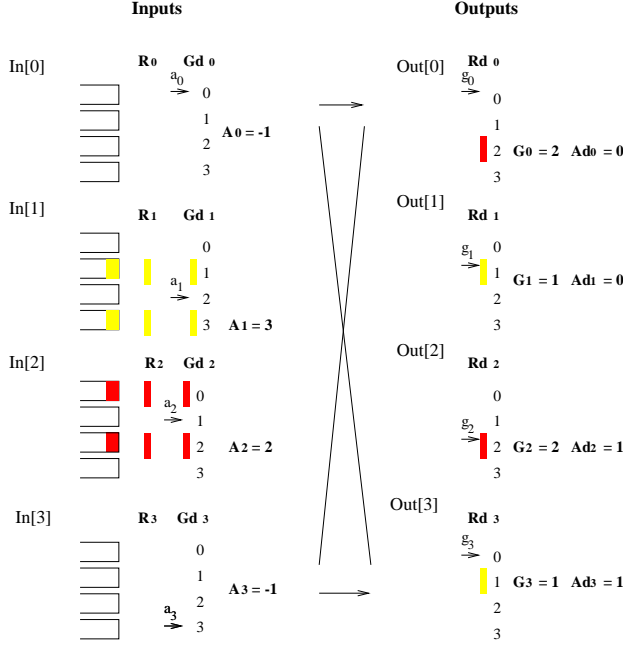 Inputs Outputs
In[0] R0 Gd 0
a0
0
1
2
3
A0 = -1
In[1] R1 Gd 1
a1
0
1
2
3
A1 = 3
In[2] R2 Gd 2
a2
0
1
2
3
A2 = 2
In[3] R3 Gd 3
a3
0
1
2
3
A3 = -1
Out[0] Rd 0
g0
0
1
2
3
G0 = 2 Ad0 = 0
Out[1] Rd 1
g1
0
1
2
3
G1 = 1 Ad1 = 0
Out[2] Rd 2
g2
0
1
2
3
G2 = 2 Ad2 = 1
Out[3] Rd 3
g3
0
1
2
3
G3 = 1 Ad3 = 1